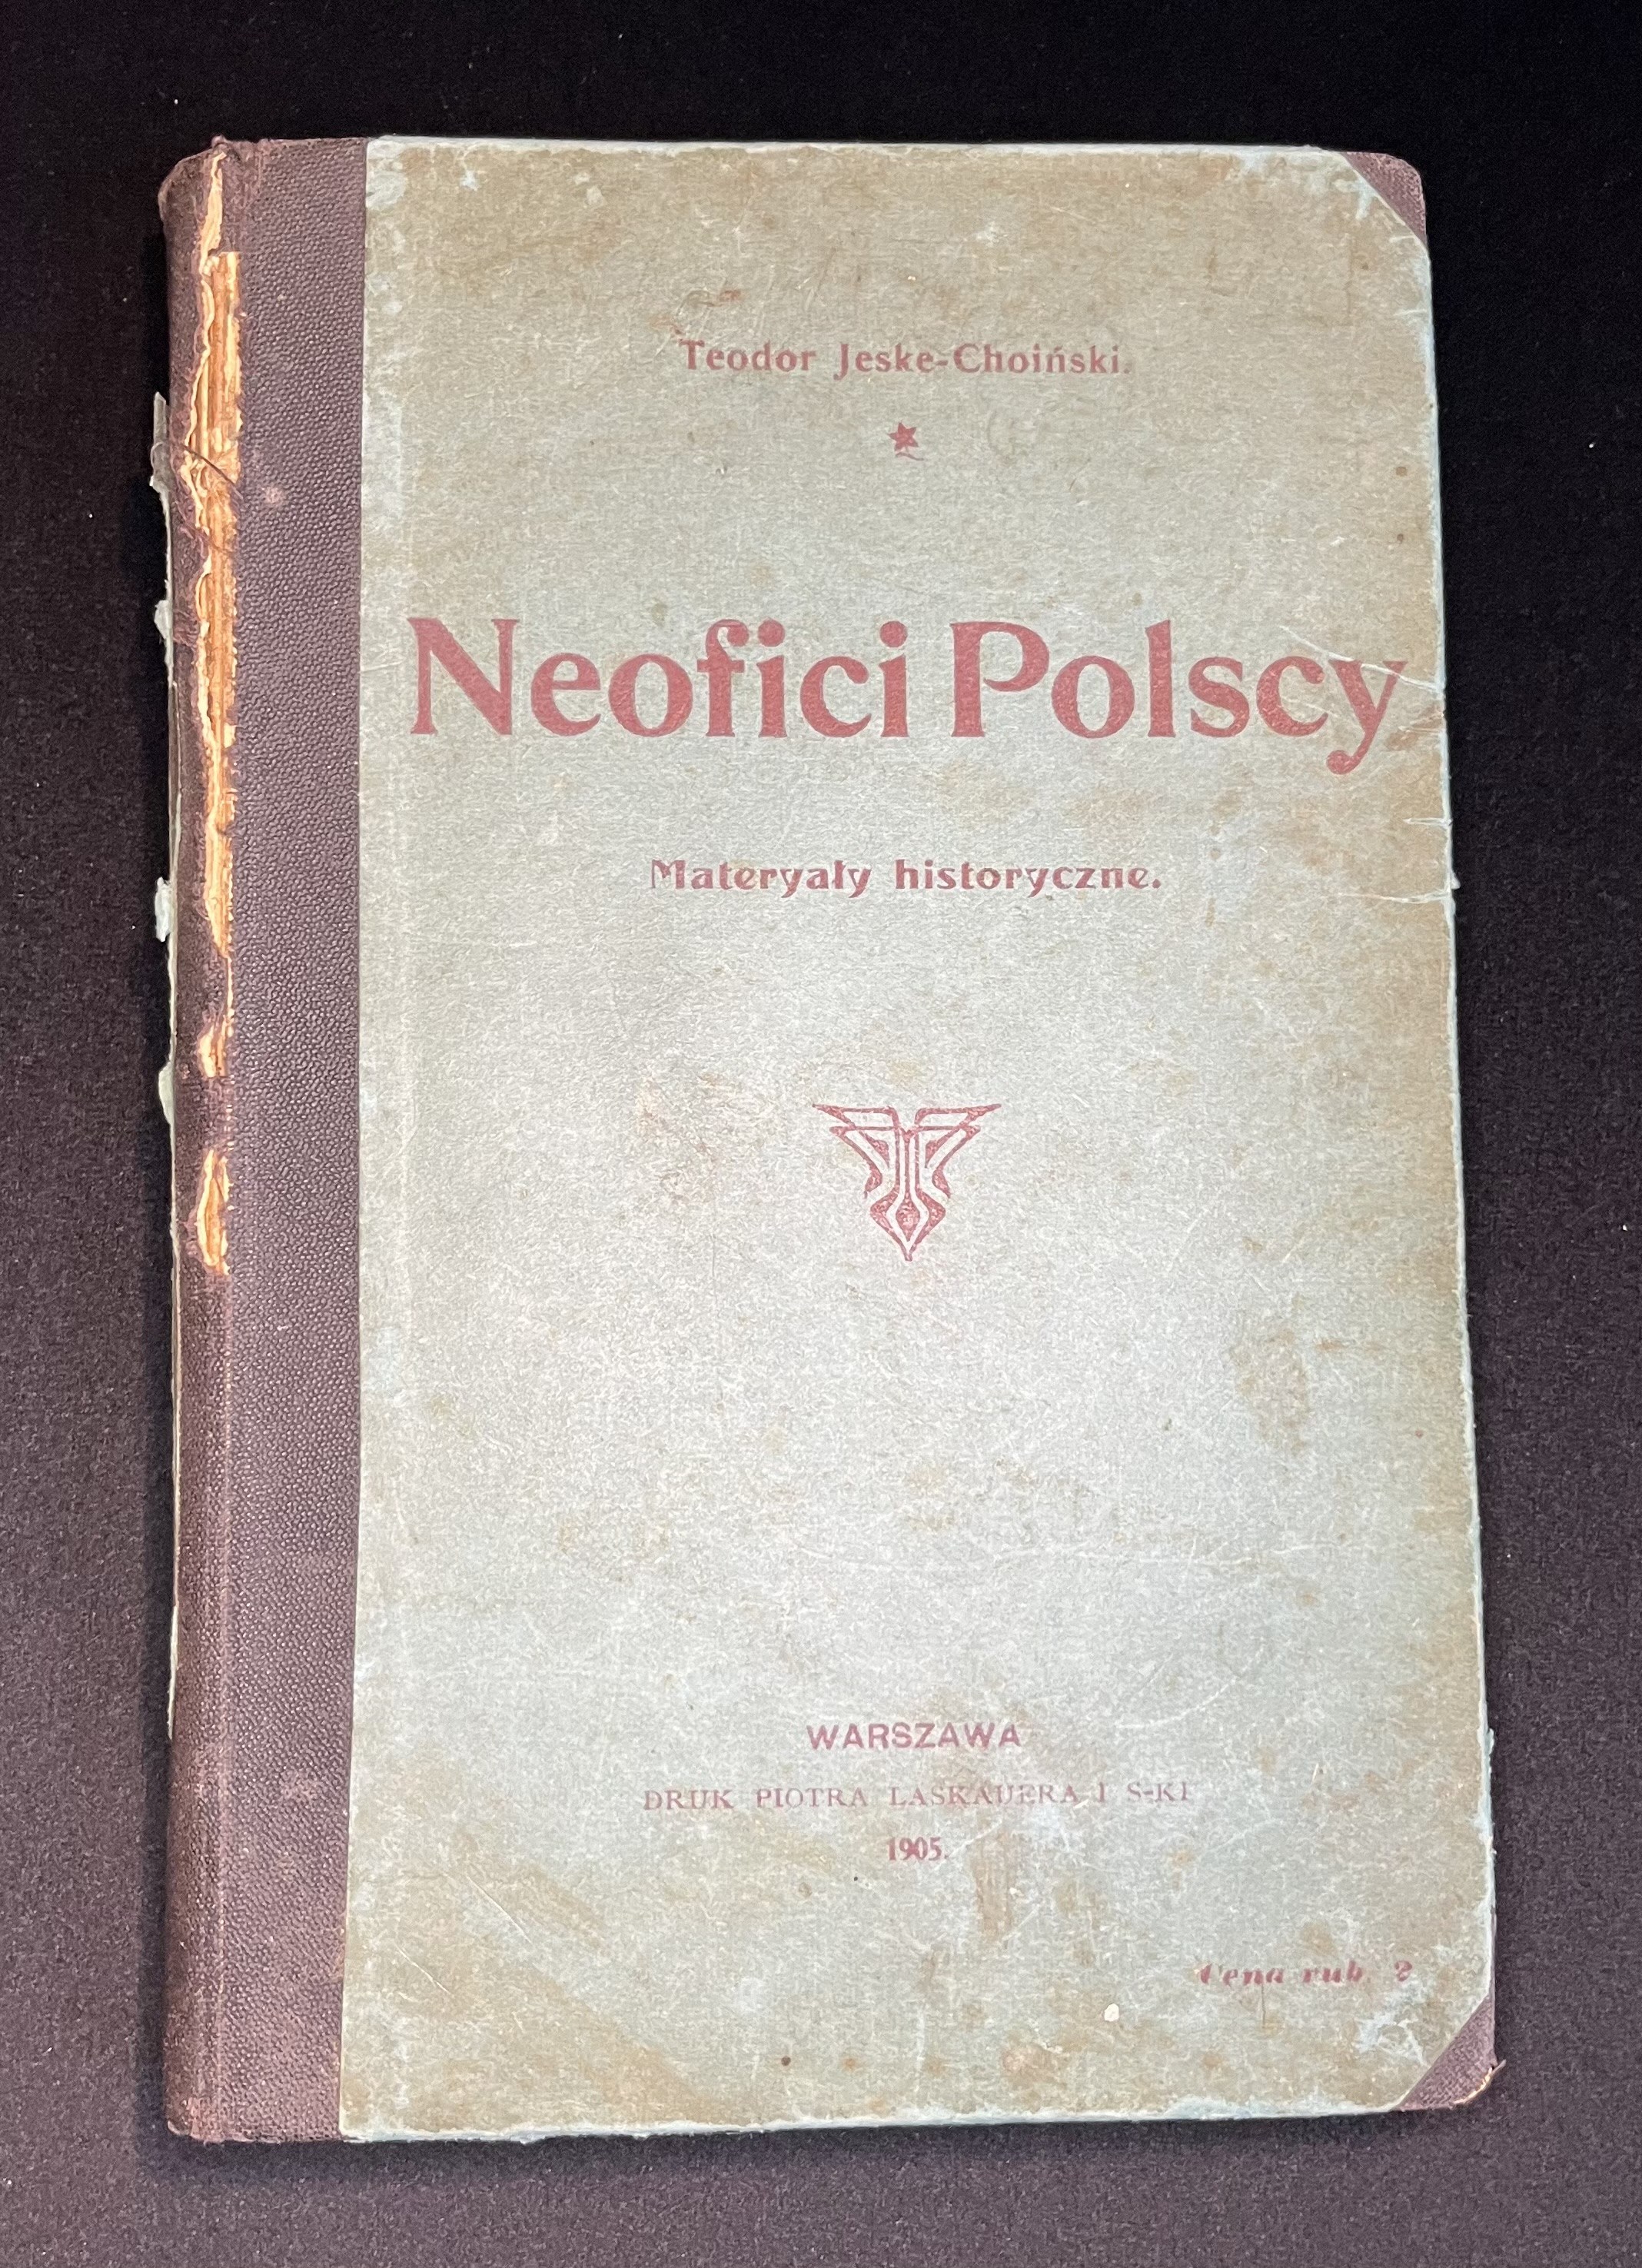 Teodor Jeske-Choiński.
Neofici Polscy
Materyały historyczne.
WARSZAWA
DRUK PIOTRA LASKAUERA I S-KI
1905.
Cena rub. 2